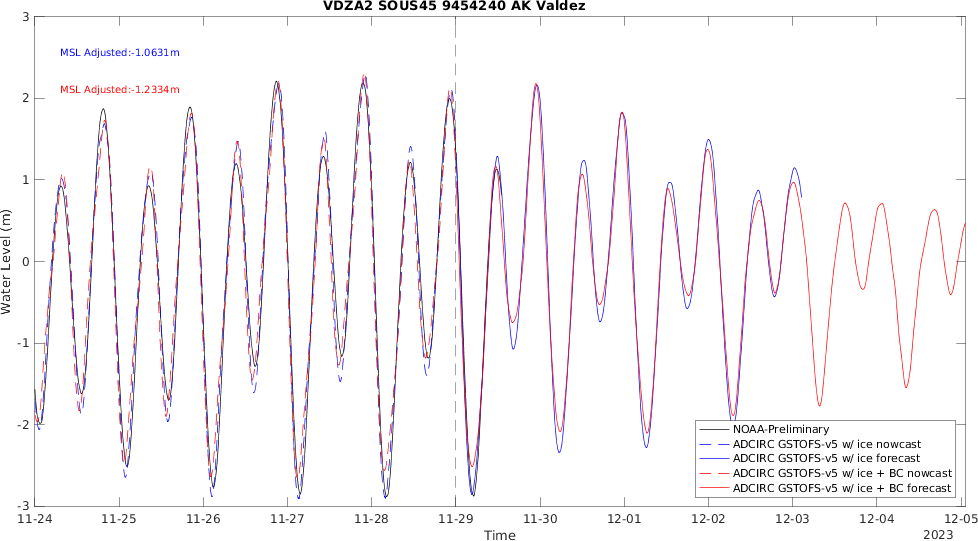 VDZA2 SOUS45 9454240 AK Valdez
3
MSL Adjusted:-1.0631m
MSL Adjusted:-1.2334m
2
1
0
-1
-2
-3
Water Level (m)
NOAA-Preliminary
ADCIRC GSTOFS-v5 w/ ice nowcast
ADCIRC GSTOFS-v5 w/ ice forecast
ADCIRC GSTOFS-v5 w/ ice + BC nowcast
ADCIRC GSTOFS-v5 w/ ice + BC forecast
11-24 11-25 11-26 11-27 11-28 11-29 11-30 12-01 12-02 12-03 12-04 12-05
Time
2023